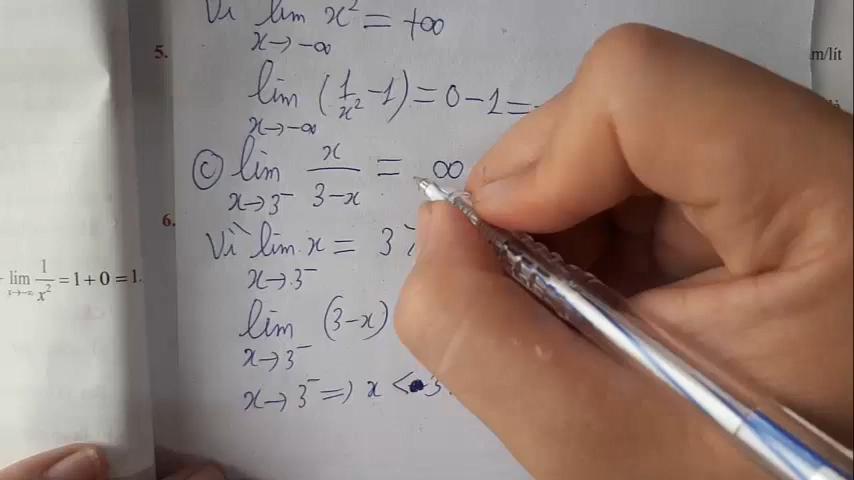 Vì lim x² = +∞
x→-∞
5.
m/lít
lim (1/x² - 1) = 0 - 1 =
x→-∞
ⓒ lim x/(3-x) = ∞
x→3⁻
6.
Vì lim x = 3
x→3⁻
lim 1/x² = 1 + 0 = 1.
lim (3-x)
x→3⁻
x→3⁻ => x < 3